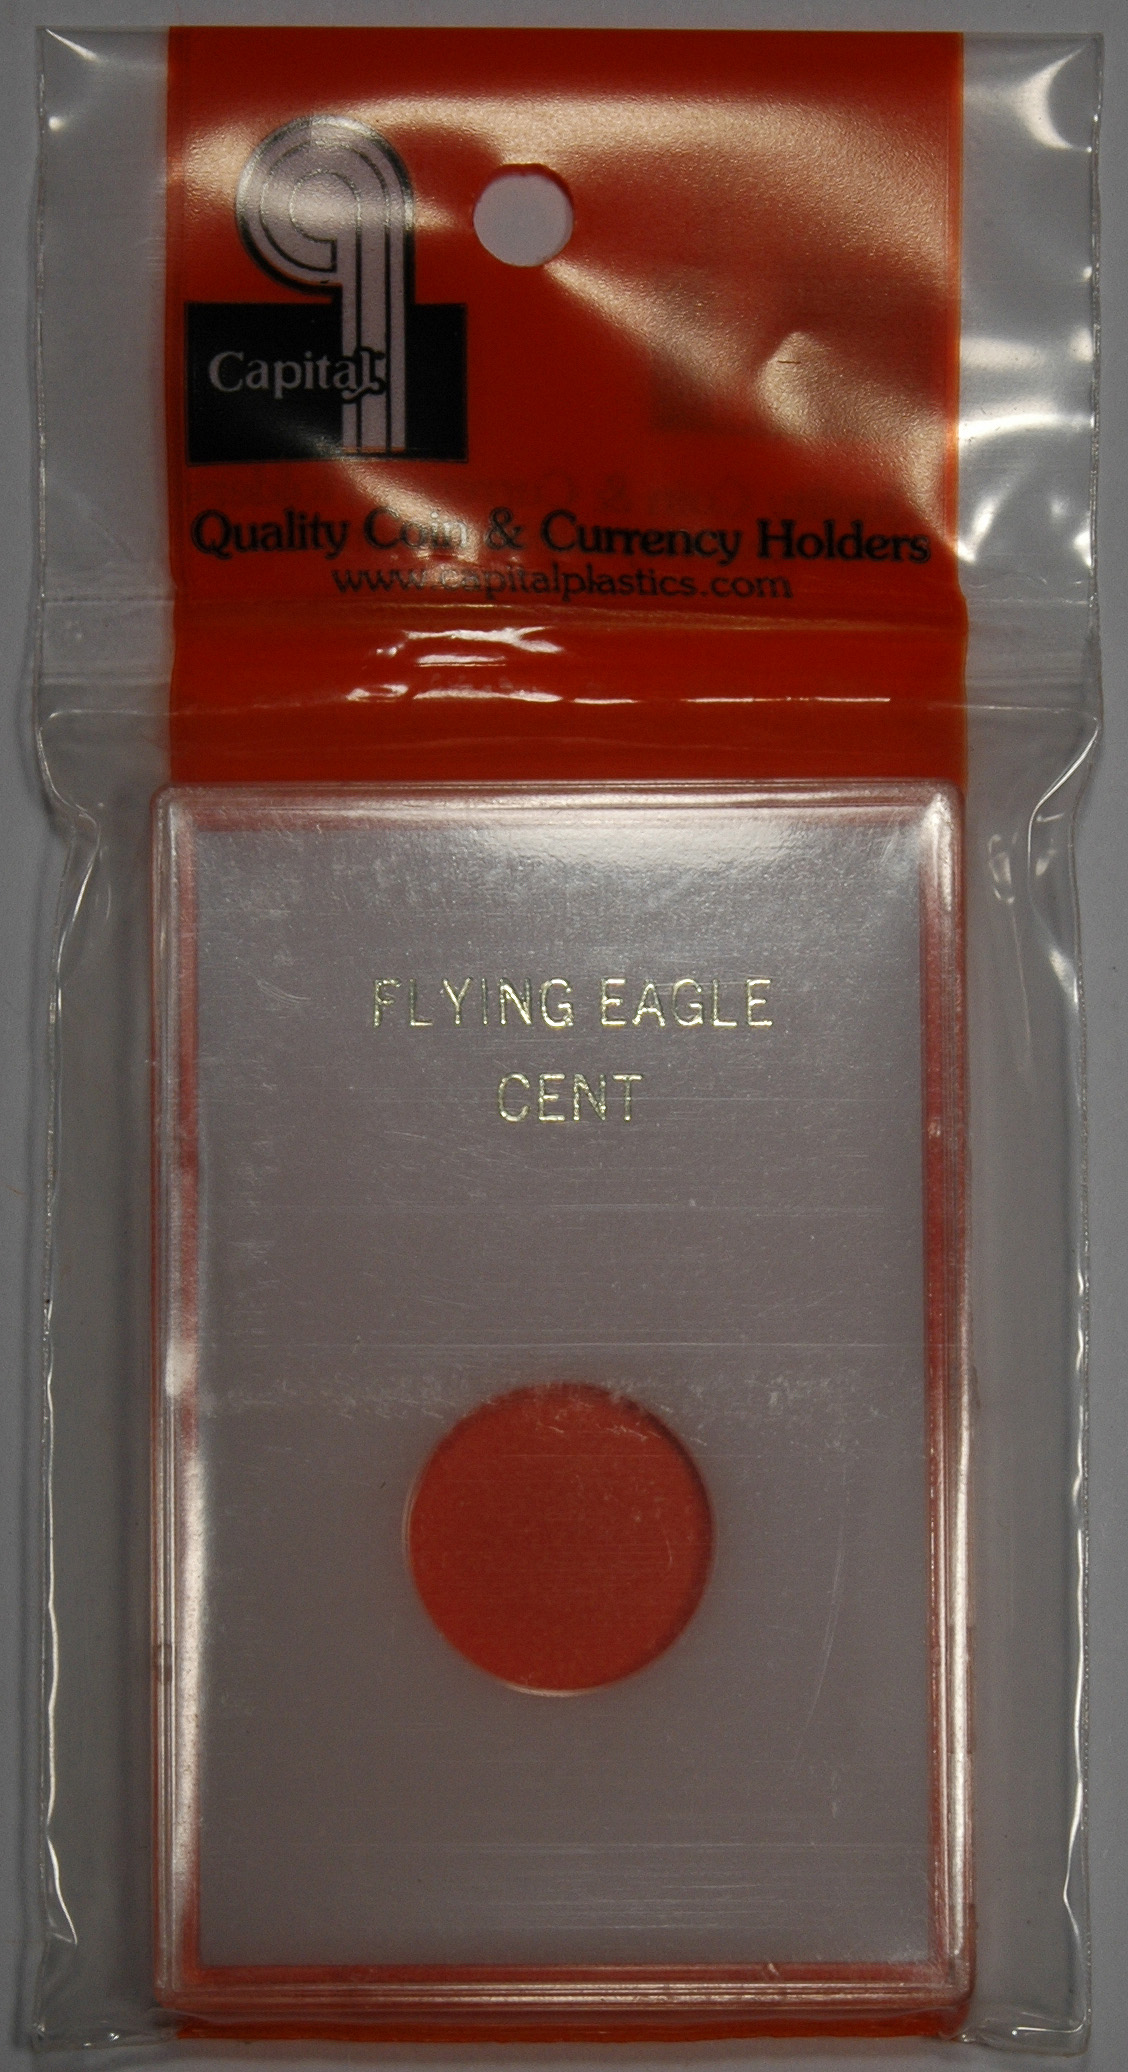 Capital
Quality Coin & Currency Holders
www.capitalplastics.com
FLYING EAGLE
CENT